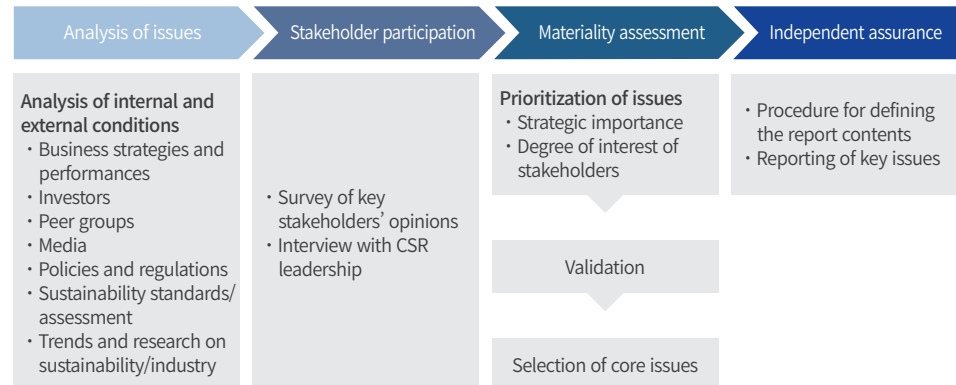 Analysis of issues
Stakeholder participation
Materiality assessment
Independent assurance
Analysis of internal and
external conditions
・Business strategies and
performances
・Investors
・Peer groups
・Media
・Policies and regulations
・Sustainability standards/
assessment
・Trends and research on
sustainability/industry
・Survey of key
stakeholders’ opinions
・Interview with CSR
leadership
Prioritization of issues
・Strategic importance
・Degree of interest of
stakeholders
Validation
Selection of core issues
・Procedure for defining
the report contents
・Reporting of key issues